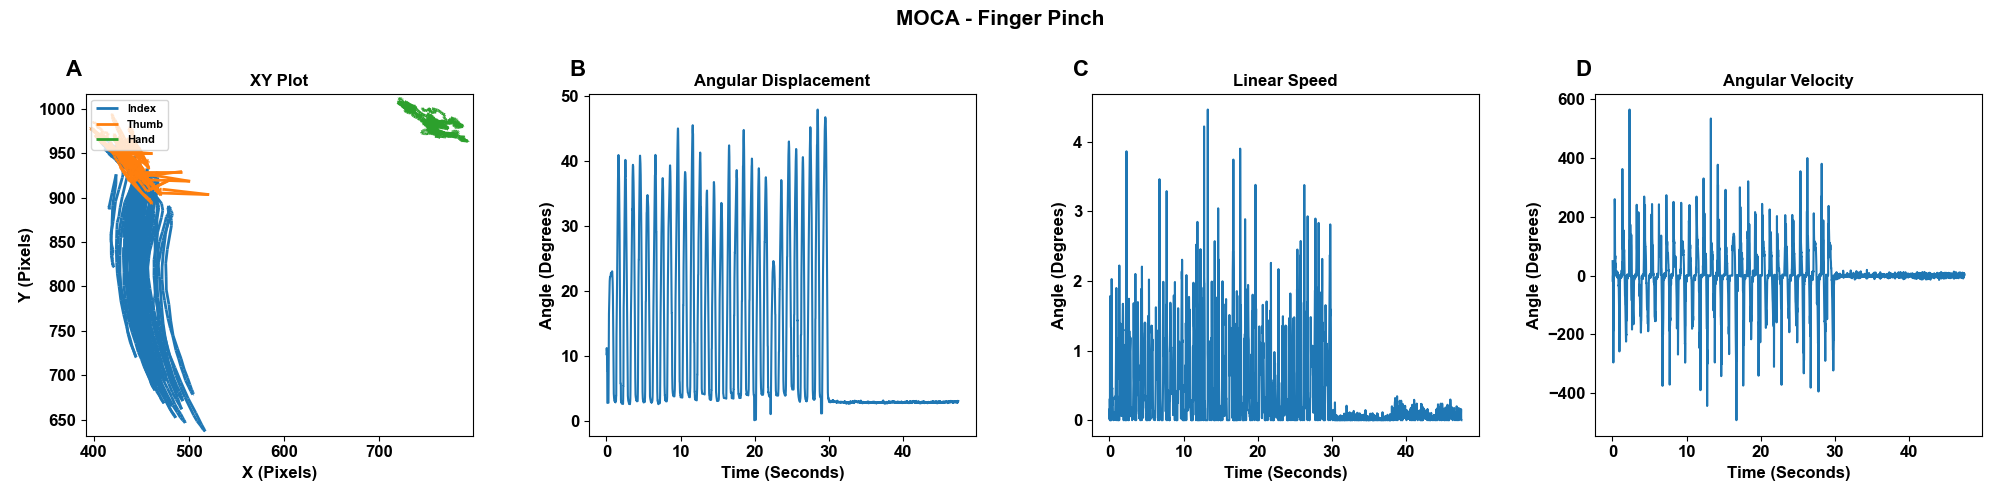 MOCA - Finger Pinch
A
XY Plot
Index
Thumb
Hand
1000
950
900
850
800
750
700
650
Y (Pixels)
400 500 600 700
X (Pixels)
B
Angular Displacement
50
40
30
20
10
0
Angle (Degrees)
0 10 20 30 40
Time (Seconds)
C
Linear Speed
4
3
2
1
0
Angle (Degrees)
0 10 20 30 40
Time (Seconds)
D
Angular Velocity
600
400
200
0
−200
−400
Angle (Degrees)
0 10 20 30 40
Time (Seconds)